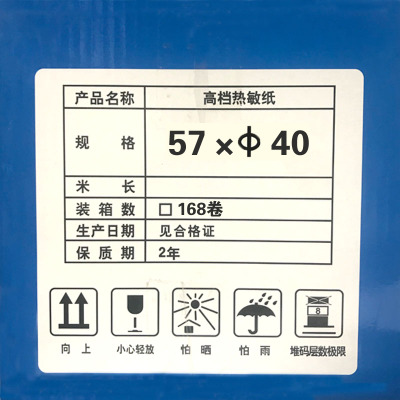 产品名称 高档热敏纸
规 格 57 ×Φ 40
米 长
装箱数 □ 168卷
生产日期 见合格证
保质期 2年
8
向 上 小心轻放 怕 晒 怕 雨 堆码层数极限